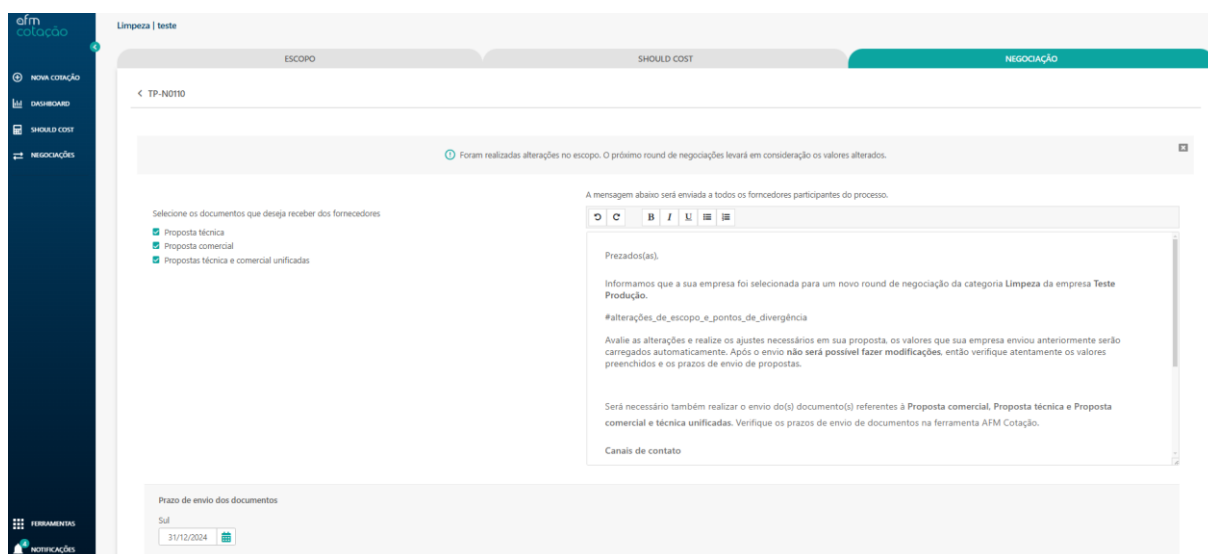 afm
cotação
Limpeza | teste
ESCOPO
SHOULD COST
NEGOCIAÇÃO
NOVA COTAÇÃO
DASHBOARD
SHOULD COST
NEGOCIAÇÕES
TP-N0110
Foram realizadas alterações no escopo. O próximo round de negociações levará em consideração os valores alterados.
Selecione os documentos que deseja receber dos fornecedores
Proposta técnica
Proposta comercial
Propostas técnica e comercial unificadas
A mensagem abaixo será enviada a todos os forncedores participantes do processo.
B I U
Prezados(as),
Informamos que a sua empresa foi selecionada para um novo round de negociação da categoria Limpeza da empresa Teste
Produção.
#alterações_de_escopo_e_pontos_de_divergência
Avalie as alterações e realize os ajustes necessários em sua proposta, os valores que sua empresa enviou anteriormente serão
carregados automaticamente. Após o envio não será possível fazer modificações, então verifique atentamente os valores
preenchidos e os prazos de envio de propostas.
Será necessário também realizar o envio do(s) documento(s) referentes à Proposta comercial, Proposta técnica e Proposta
comercial e técnica unificadas. Verifique os prazos de envio de documentos na ferramenta AFM Cotação.
Canais de contato
Prazo de envio dos documentos
Sul
31/12/2024
FERRAMENTAS
4
NOTIFICAÇÕES